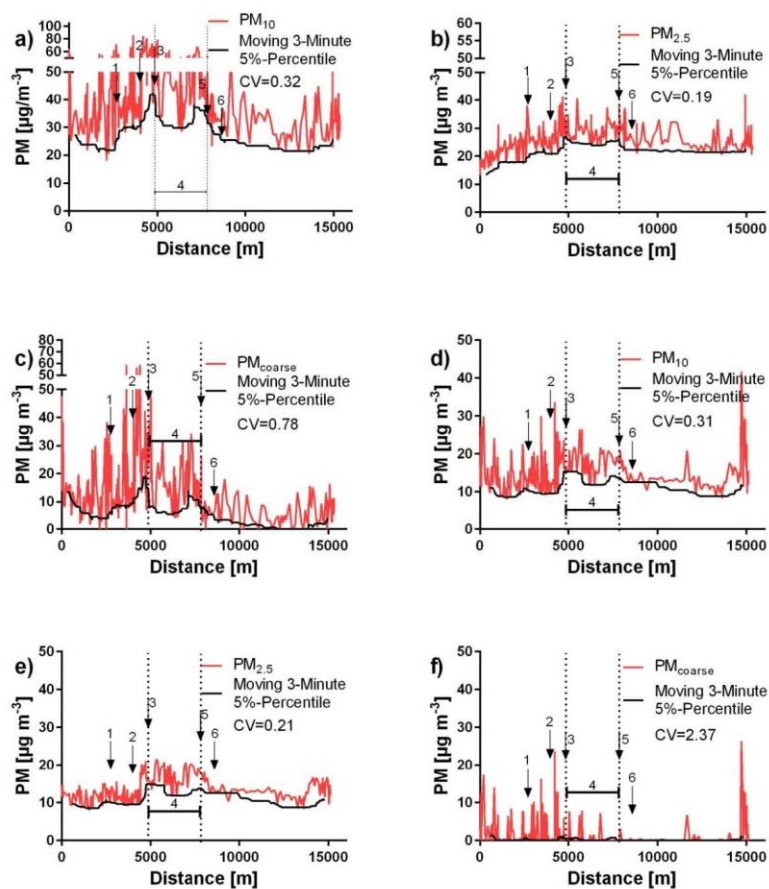 a)
100
80
60
50
40
30
20
10
0
PM [µg/m⁻³]
1
2
3
4
5
6
PM₁₀
Moving 3-Minute
5%-Percentile
CV=0.32
0 5000 10000 15000
Distance [m]
b)
60
50
40
30
20
10
0
PM [µg m⁻³]
1
2
3
4
5
6
PM₂.₅
Moving 3-Minute
5%-Percentile
CV=0.19
0 5000 10000 15000
Distance [m]
c)
80
70
60
50
50
40
30
20
10
0
PM [µg m⁻³]
1
2
3
4
5
6
PMcoarse
Moving 3-Minute
5%-Percentile
CV=0.78
0 5000 10000 15000
Distance [m]
d)
50
40
30
20
10
0
PM [µg m⁻³]
1
2
3
4
5
6
PM₁₀
Moving 3-Minute
5%-Percentile
CV=0.31
0 5000 10000 15000
Distance [m]
e)
50
40
30
20
10
0
PM [µg m⁻³]
1
2
3
4
5
6
PM₂.₅
Moving 3-Minute
5%-Percentile
CV=0.21
0 5000 10000 15000
Distance [m]
f)
50
40
30
20
10
0
PM [µg m⁻³]
1
2
3
4
5
6
PMcoarse
Moving 3-Minute
5%-Percentile
CV=2.37
0 5000 10000 15000
Distance [m]